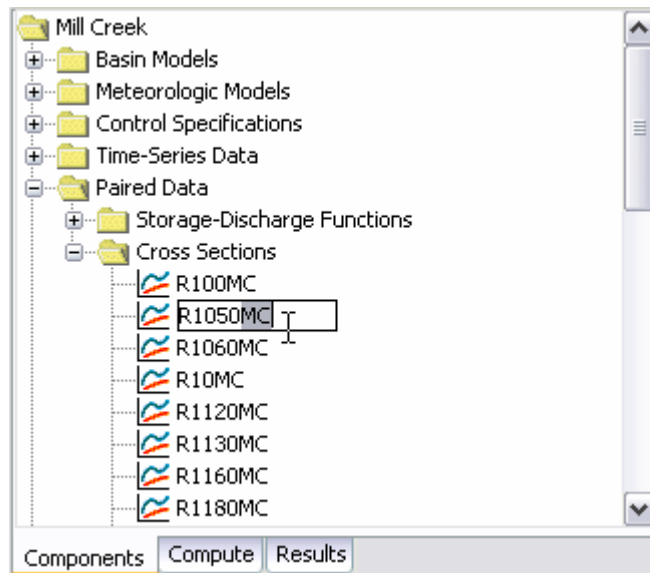 Mill Creek
Basin Models
Meteorologic Models
Control Specifications
Time-Series Data
Paired Data
Storage-Discharge Functions
Cross Sections
R100MC
R1050MC
R1060MC
R10MC
R1120MC
R1130MC
R1160MC
R1180MC
Components Compute Results